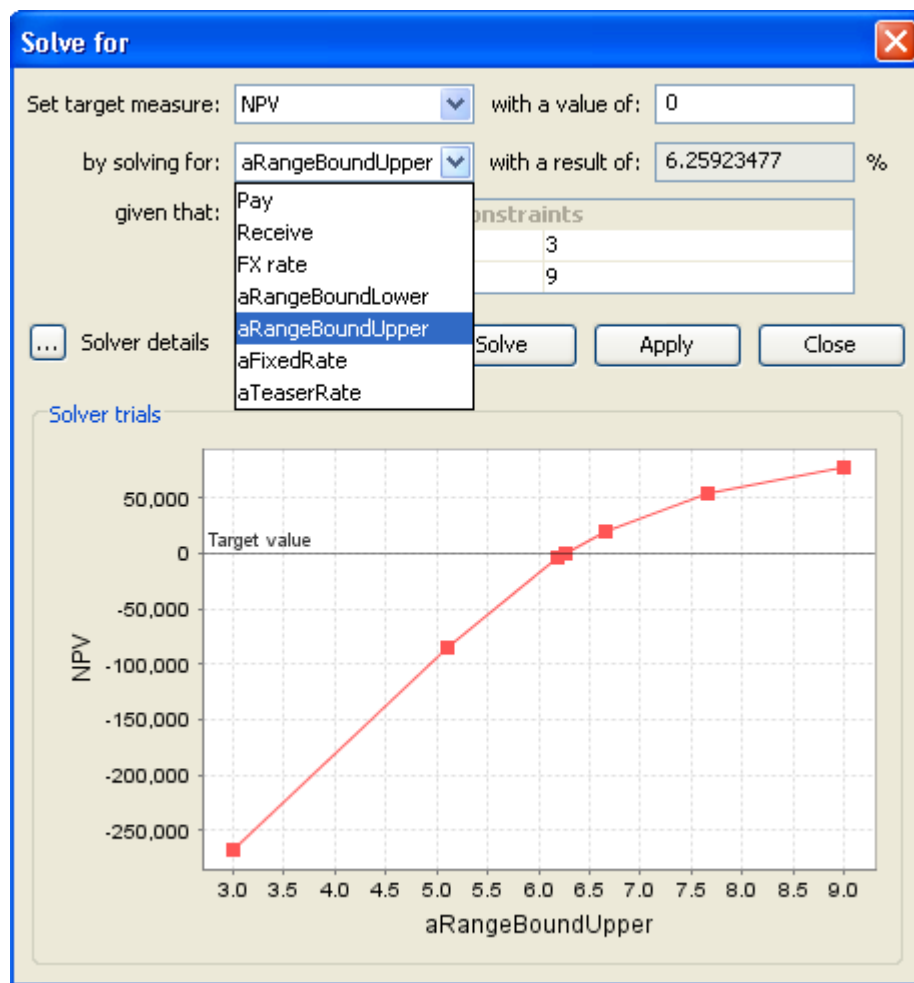 Solve for
Set target measure: NPV with a value of: 0
by solving for: aRangeBoundUpper with a result of: 6.25923477 %
given that: onstraints
Pay
Receive
FX rate
aRangeBoundLower
aRangeBoundUpper
aFixedRate
aTeaserRate
3
9
... Solver details Solve Apply Close
Solver trials
50,000
0
-50,000
-100,000
-150,000
-200,000
-250,000
NPV
Target value
3.0 3.5 4.0 4.5 5.0 5.5 6.0 6.5 7.0 7.5 8.0 8.5 9.0
aRangeBoundUpper